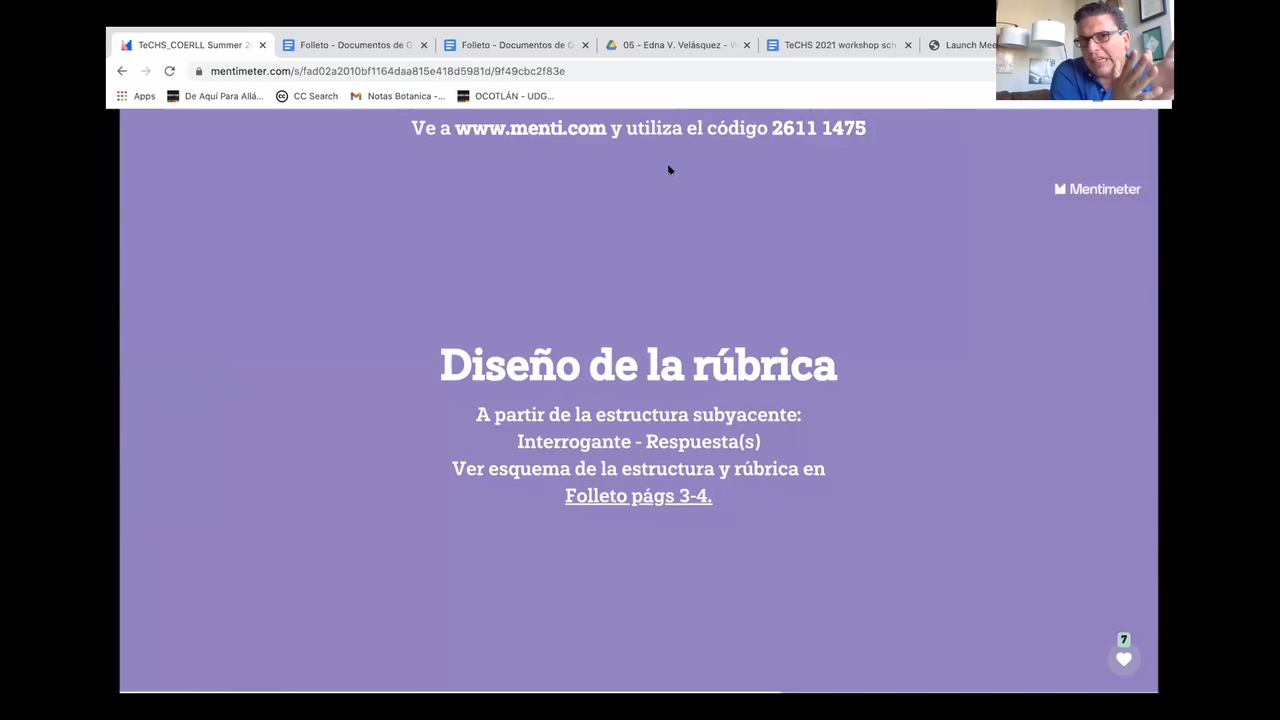 TeCHS_COERLL Summer 2
Folleto - Documentos de G
Folleto - Documentos de G
05 - Edna V. Velásquez - W
TeCHS 2021 workshop sch
Launch Mee
mentimeter.com/s/fad02a2010bf1164daa815e418d5981d/9f49cbc2f83e
Apps
De Aquí Para Allá...
CC Search
Notas Botanica -...
OCOTLÁN - UDG...
Ve a www.menti.com y utiliza el código 2611 1475
Mentimeter
Diseño de la rúbrica
A partir de la estructura subyacente:
Interrogante - Respuesta(s)
Ver esquema de la estructura y rúbrica en
Folleto págs 3-4.
7